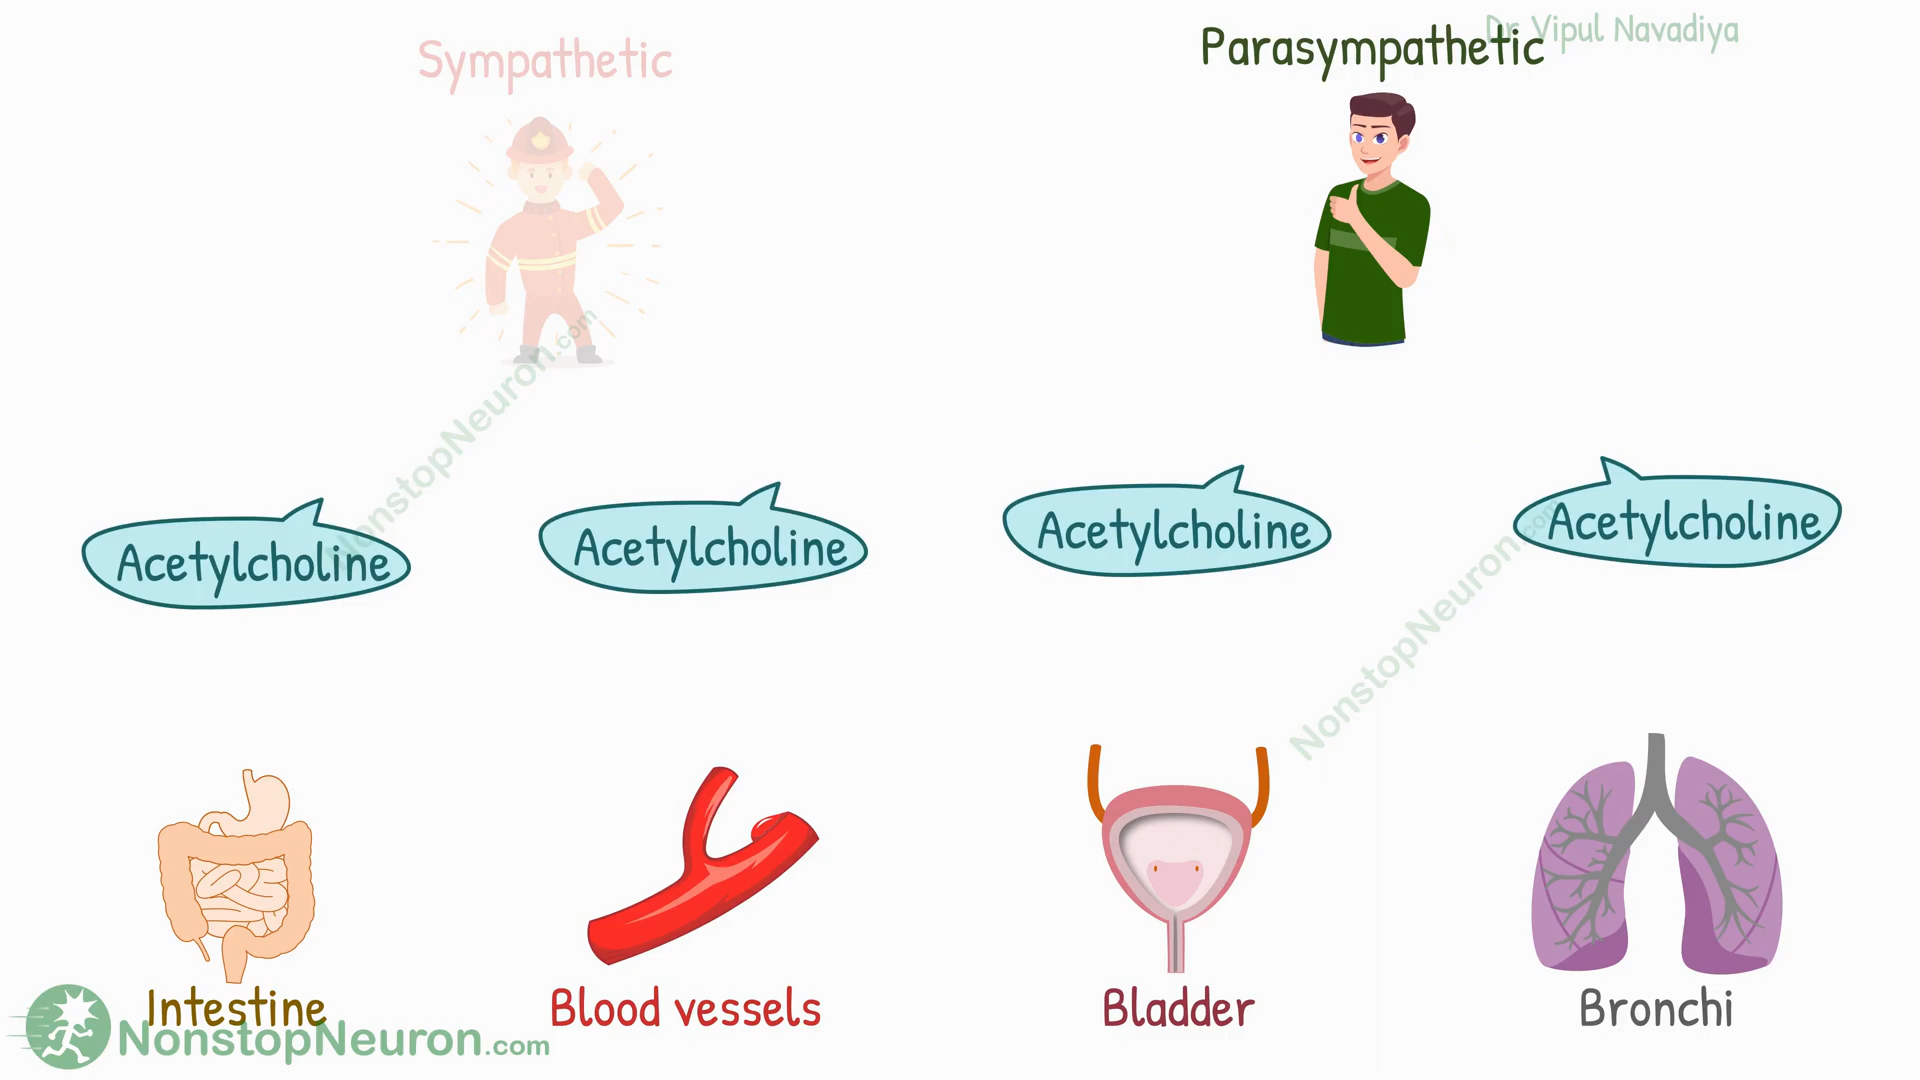 Sympathetic
Parasympathetic
Dr Vipul Navadiya
NonstopNeuron.com
Acetylcholine
Acetylcholine
Acetylcholine
Acetylcholine
NonstopNeuron.com
Intestine
Blood vessels
Bladder
Bronchi
NonstopNeuron.com